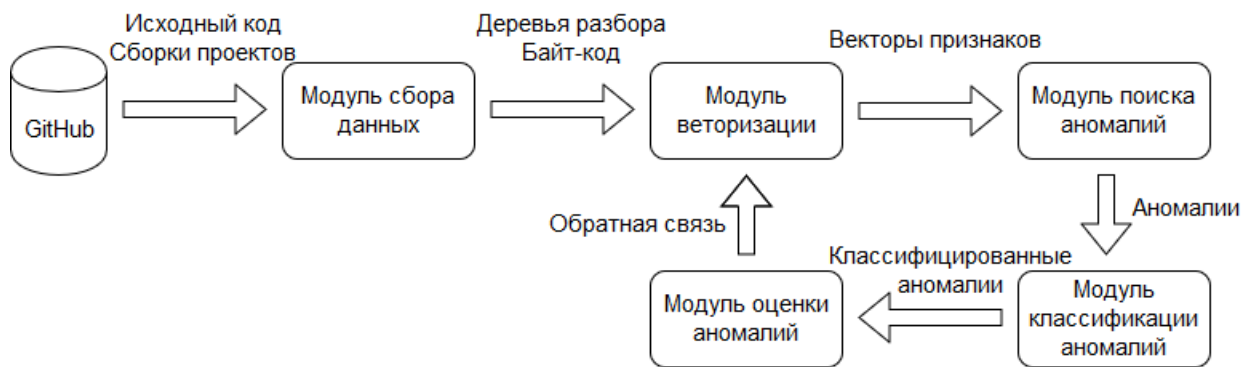 Исходный код
Сборки проектов
GitHub
Модуль сбора
данных
Деревья разбора
Байт-код
Модуль
веторизации
Векторы признаков
Модуль поиска
аномалий
Аномалии
Модуль
классификации
аномалий
Классифицированные
аномалии
Модуль оценки
аномалий
Обратная связь